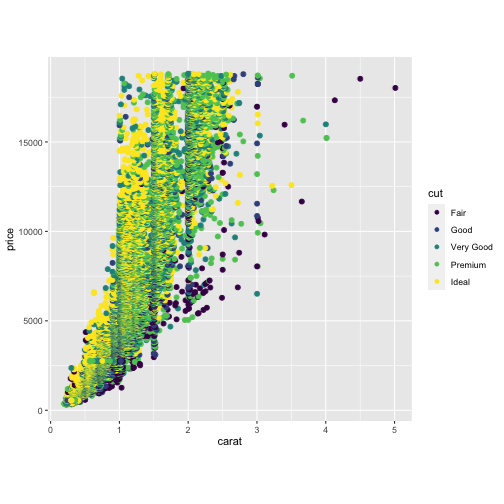 15000
10000
5000
0
price
0
1
2
3
4
5
carat
cut
Fair
Good
Very Good
Premium
Ideal